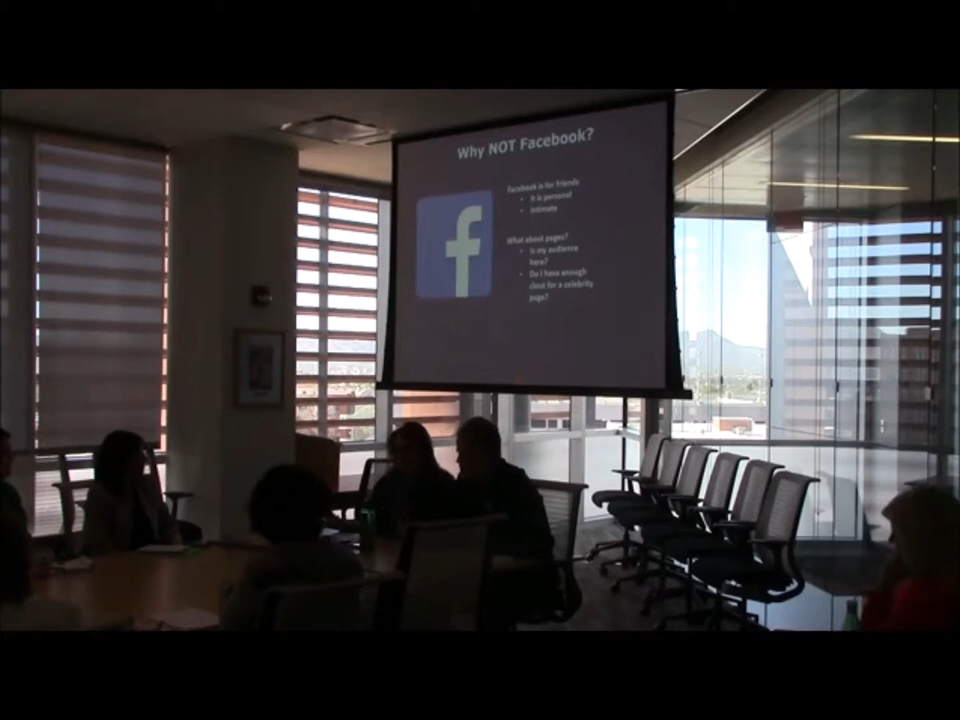 Why NOT Facebook?
f
Facebook is for friends
• It is personal
• Intimate
What about pages?
• Is my audience
here?
• Do I have enough
clout for a celebrity
page?